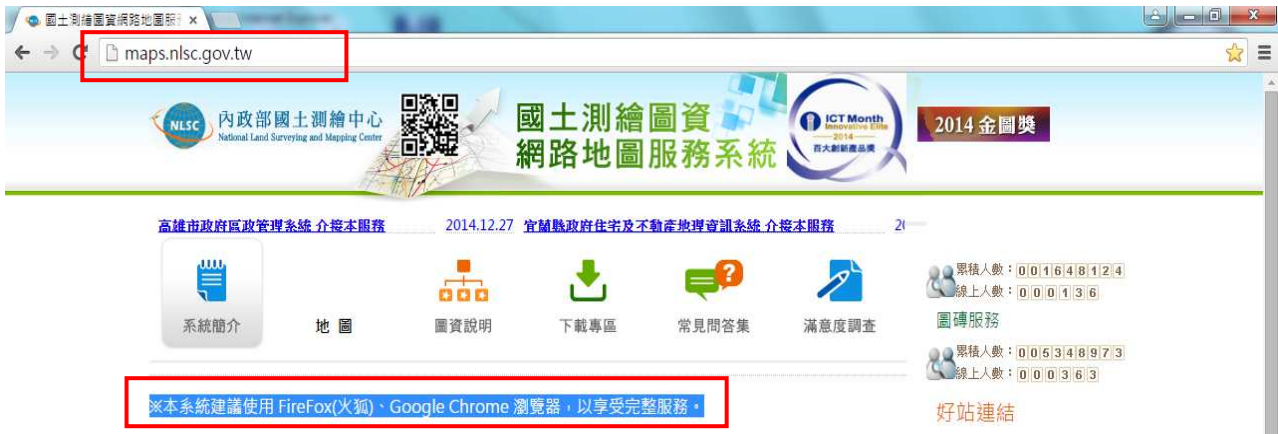 國土測繪圖資網路地圖服
maps.nlsc.gov.tw
NLSC
內政部國土測繪中心
National Land Surveying and Mapping Center
國土測繪圖資
網路地圖服務系統
ICT Month
Innovative Elite
2014
百大創新產品獎
2014 金圖獎
高雄市政府區政管理系統 介接本服務 2014.12.27 宜蘭縣政府住宅及不動產地理資訊系統 介接本服務 20
系統簡介 地 圖 圖資說明 下載專區 常見問答集 滿意度調查
累積人數：001648124
線上人數：000136
圖磚服務
累積人數：005348973
線上人數：000363
※本系統建議使用 FireFox(火狐)、Google Chrome 瀏覽器，以享受完整服務。
好站連結